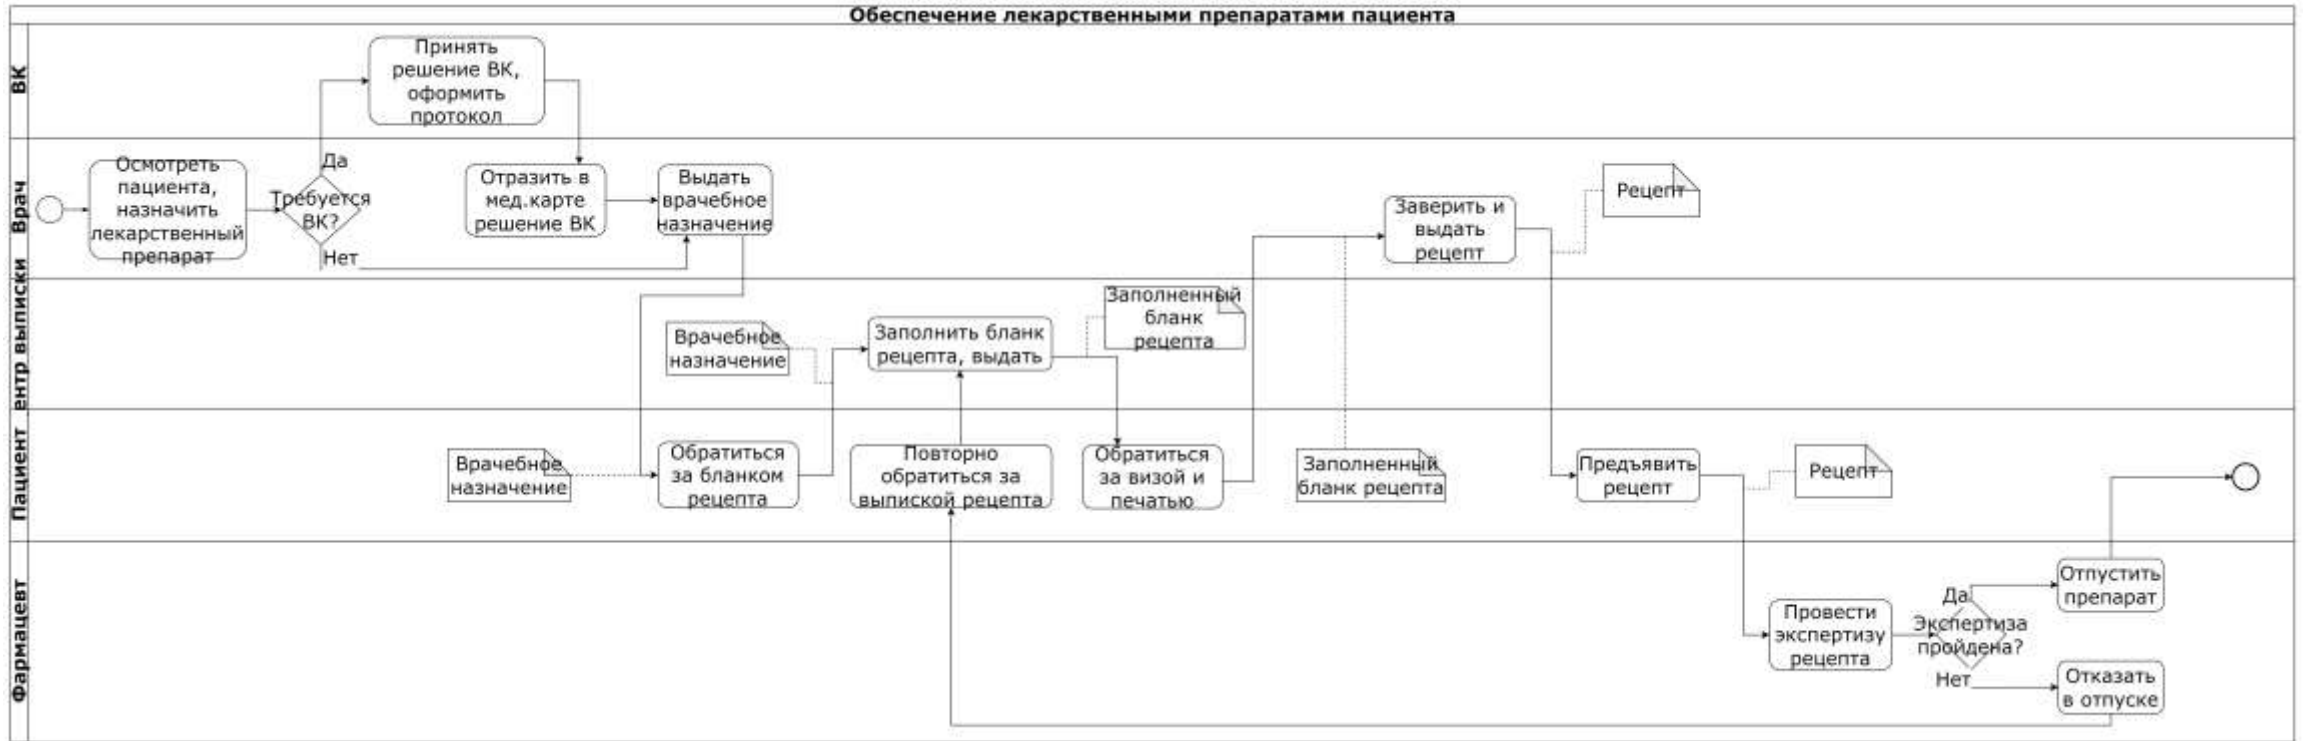 Обеспечение лекарственными препаратами пациента
ВК
Принять
решение ВК,
оформить
протокол
Врач
Осмотреть
пациента,
назначить
лекарственный
препарат
Да
Требуется
ВК?
Нет
Отразить в
мед.карте
решение ВК
Выдать
врачебное
назначение
Заверить и
выдать
рецепт
Рецепт
ентр выписки
Врачебное
назначение
Заполнить бланк
рецепта, выдать
Заполненный
бланк
рецепта
Пациент
Врачебное
назначение
Обратиться
за бланком
рецепта
Повторно
обратиться за
выпиской рецепта
Обратиться
за визой и
печатью
Заполненный
бланк рецепта
Предъявить
рецепт
Рецепт
Фармацевт
Провести
экспертизу
рецепта
Да
Экспертиза
пройдена?
Нет
Отпустить
препарат
Отказать
в отпуске